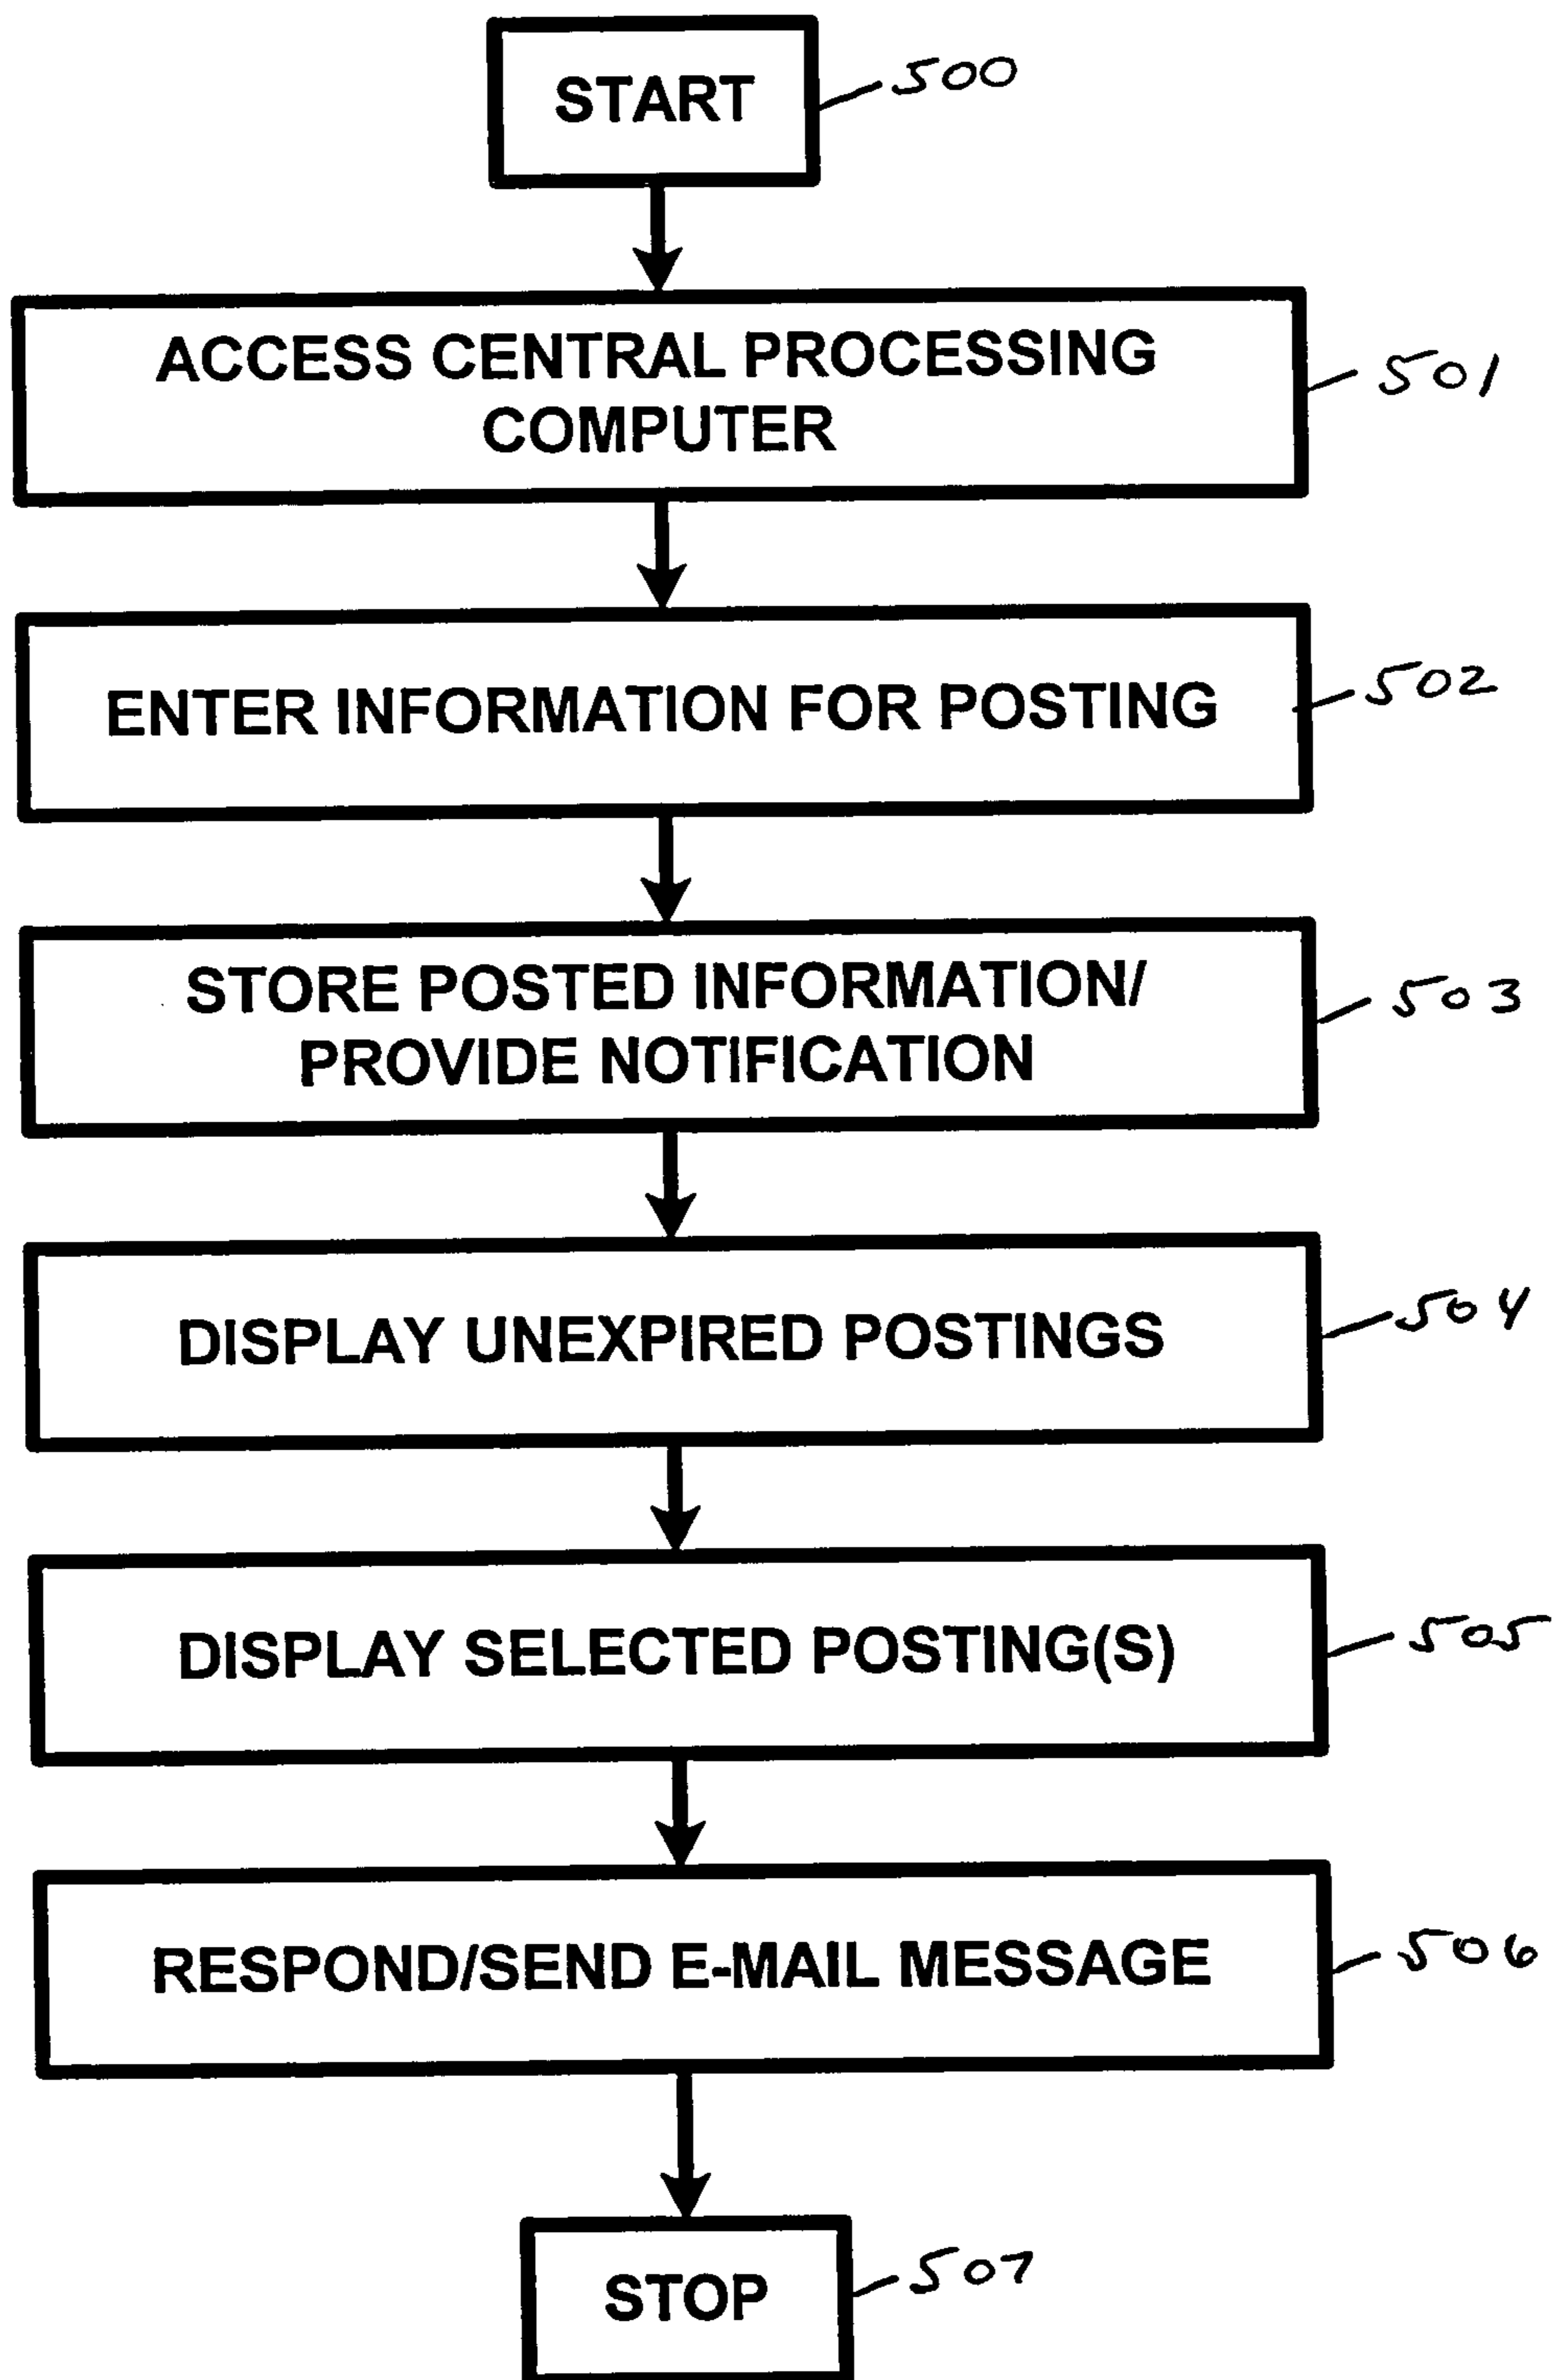 START
500
ACCESS CENTRAL PROCESSING
COMPUTER
501
ENTER INFORMATION FOR POSTING
502
STORE POSTED INFORMATION/
PROVIDE NOTIFICATION
503
DISPLAY UNEXPIRED POSTINGS
504
DISPLAY SELECTED POSTING(S)
505
RESPOND/SEND E-MAIL MESSAGE
506
STOP
507